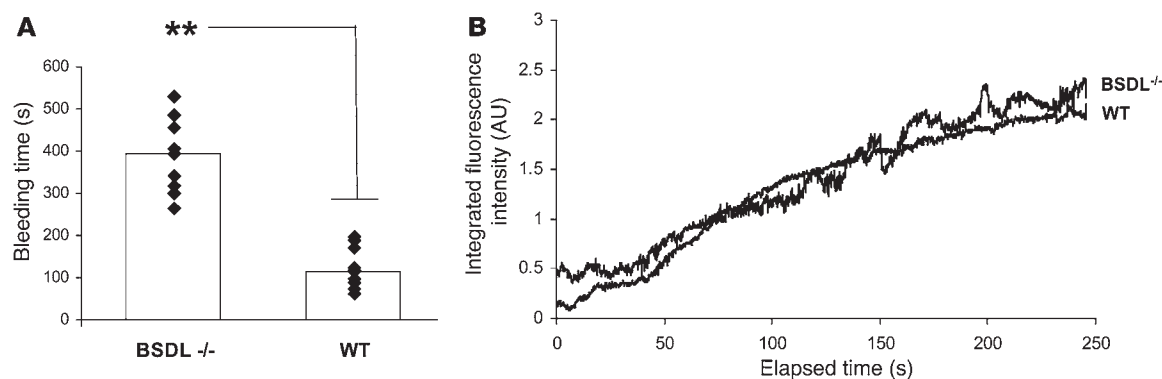 A
**
Bleeding time (s)
600
500
400
300
200
100
0
BSDL -/-
WT
B
Integrated fluorescence
intensity (AU)
3
2.5
2
1.5
1
0.5
0
0
50
100
150
200
250
Elapsed time (s)
BSDL-/-
WT